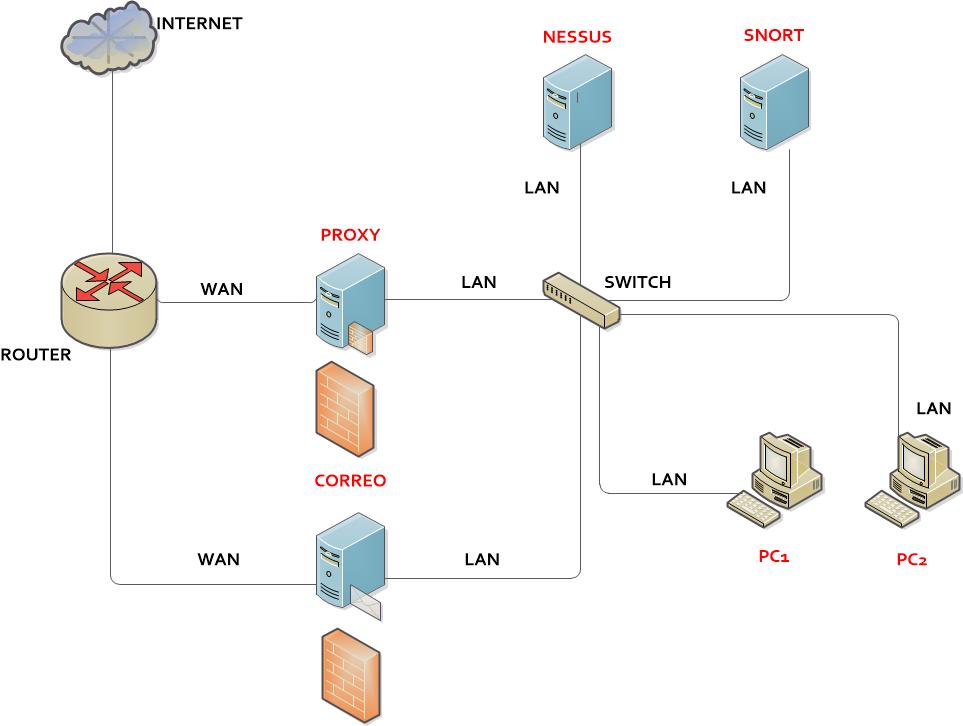 INTERNET
NESSUS
SNORT
LAN
LAN
PROXY
WAN
LAN
SWITCH
ROUTER
LAN
CORREO
LAN
WAN
LAN
PC1
PC2